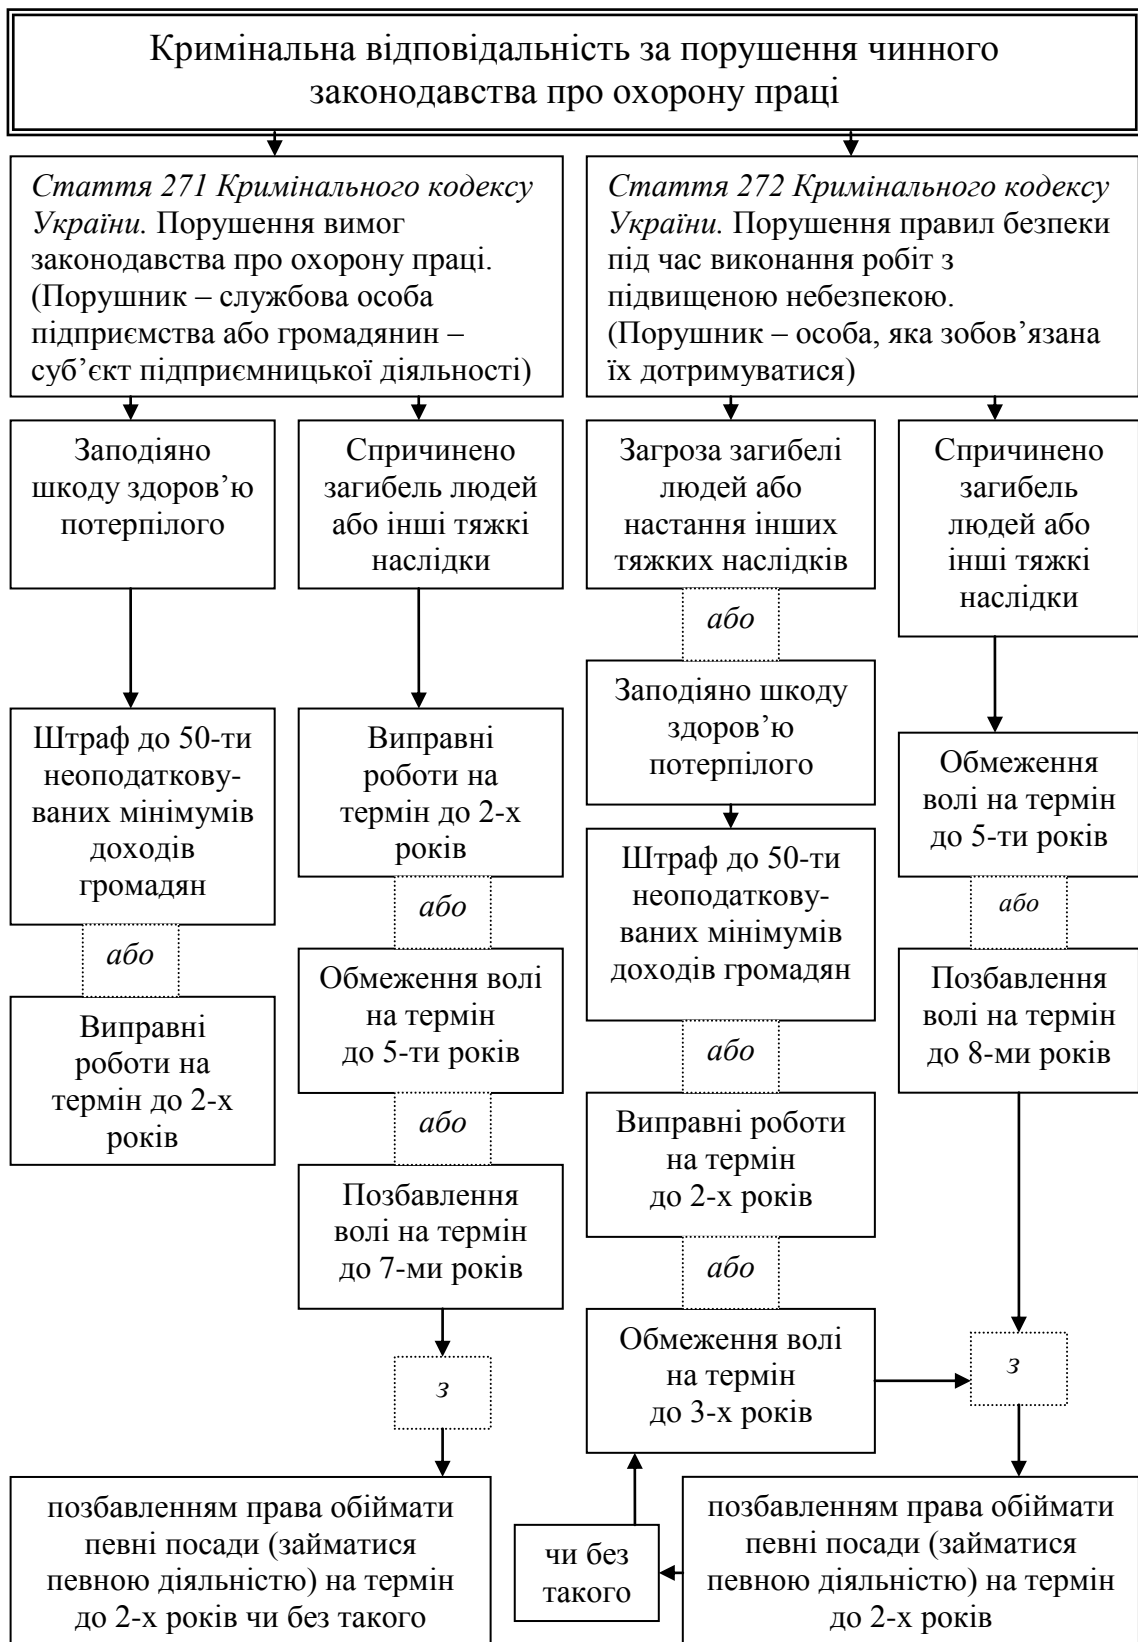 Кримінальна відповідальність за порушення чинного
законодавства про охорону праці
Стаття 271 Кримінального кодексу
України. Порушення вимог
законодавства про охорону праці.
(Порушник – службова особа
підприємства або громадянин –
суб’єкт підприємницької діяльності)
Стаття 272 Кримінального кодексу
України. Порушення правил безпеки
під час виконання робіт з
підвищеною небезпекою.
(Порушник – особа, яка зобов’язана
їх дотримуватися)
Заподіяно
шкоду здоров’ю
потерпілого
Штраф до 50-ти
неоподаткову-
ваних мінімумів
доходів
громадян
або
Виправні
роботи на
термін до 2-х
років
Спричинено
загибель людей
або інші тяжкі
наслідки
Виправні
роботи на
термін до 2-х
років
або
Обмеження волі
на термін
до 5-ти років
або
Позбавлення
волі на термін
до 7-ми років
з
позбавленням права обіймати
певні посади (займатися
певною діяльністю) на термін
до 2-х років чи без такого
Загроза загибелі
людей або
настання інших
тяжких наслідків
або
Заподіяно шкоду
здоров’ю
потерпілого
Штраф до 50-ти
неоподаткову-
ваних мінімумів
доходів громадян
або
Виправні роботи
на термін
до 2-х років
або
Обмеження волі
на термін
до 3-х років
Спричинено
загибель
людей або
інші тяжкі
наслідки
Обмеження
волі на термін
до 5-ти років
або
Позбавлення
волі на термін
до 8-ми років
з
позбавленням права обіймати
певні посади (займатися
певною діяльністю) на термін
до 2-х років
чи без
такого